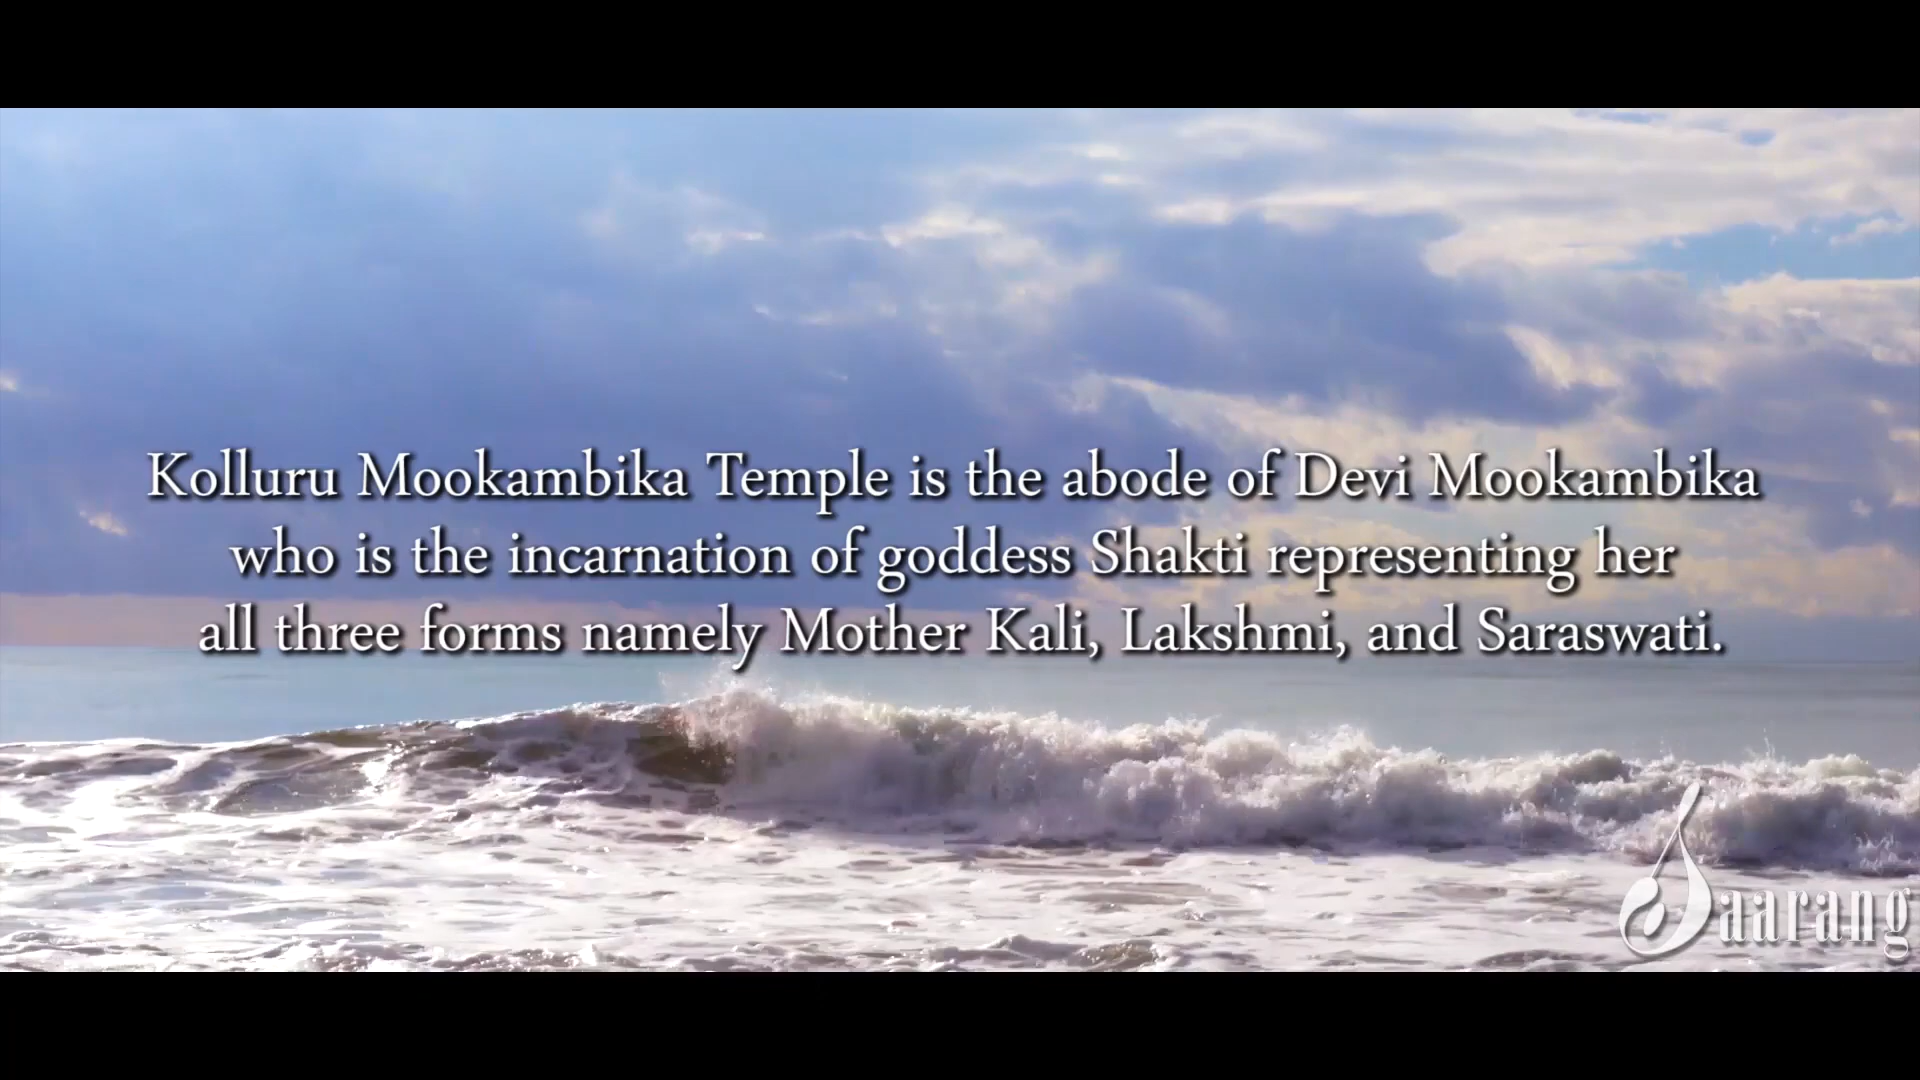 Kolluru Mookambika Temple is the abode of Devi Mookambika
who is the incarnation of goddess Shakti representing her
all three forms namely Mother Kali, Lakshmi, and Saraswati.
Saarang